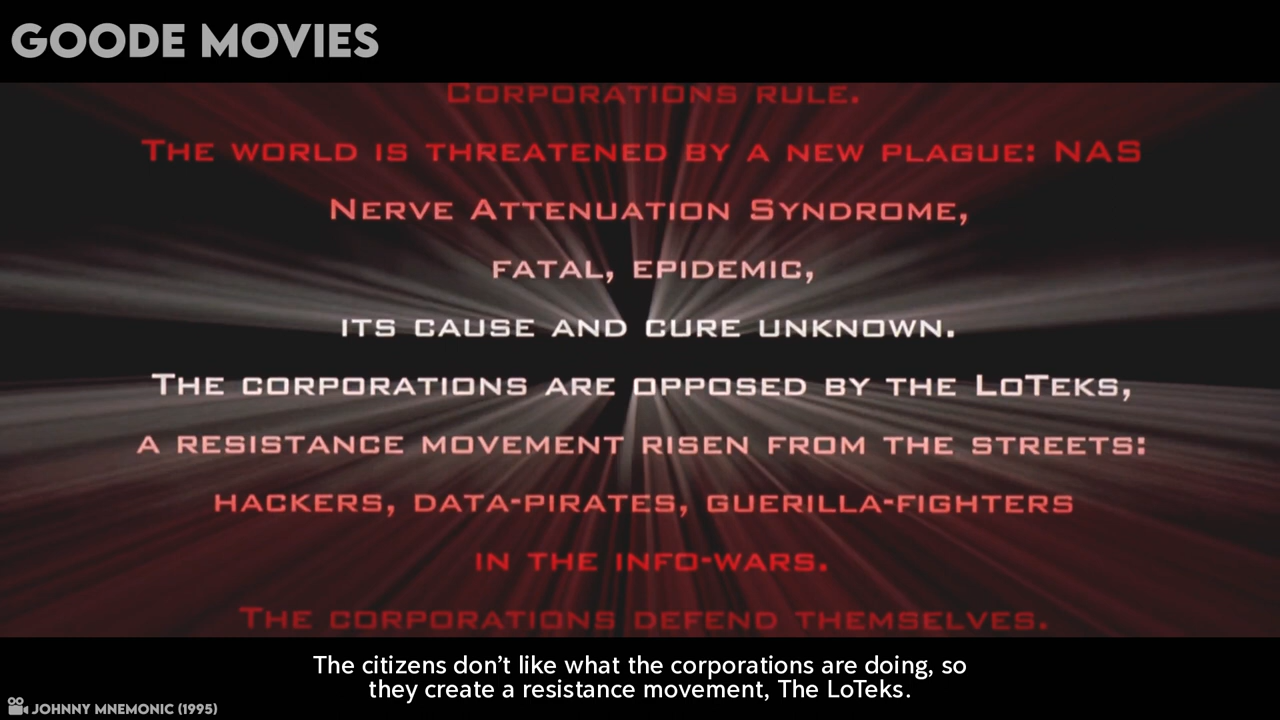 GOODE MOVIES
CORPORATIONS RULE.
THE WORLD IS THREATENED BY A NEW PLAGUE: NAS
NERVE ATTENUATION SYNDROME,
FATAL, EPIDEMIC,
ITS CAUSE AND CURE UNKNOWN.
THE CORPORATIONS ARE OPPOSED BY THE LOTEKS,
A RESISTANCE MOVEMENT RISEN FROM THE STREETS:
HACKERS, DATA-PIRATES, GUERILLA-FIGHTERS
IN THE INFO-WARS.
THE CORPORATIONS DEFEND THEMSELVES.
The citizens don't like what the corporations are doing, so
they create a resistance movement, The LoTeks.
JOHNNY MNEMONIC (1995)